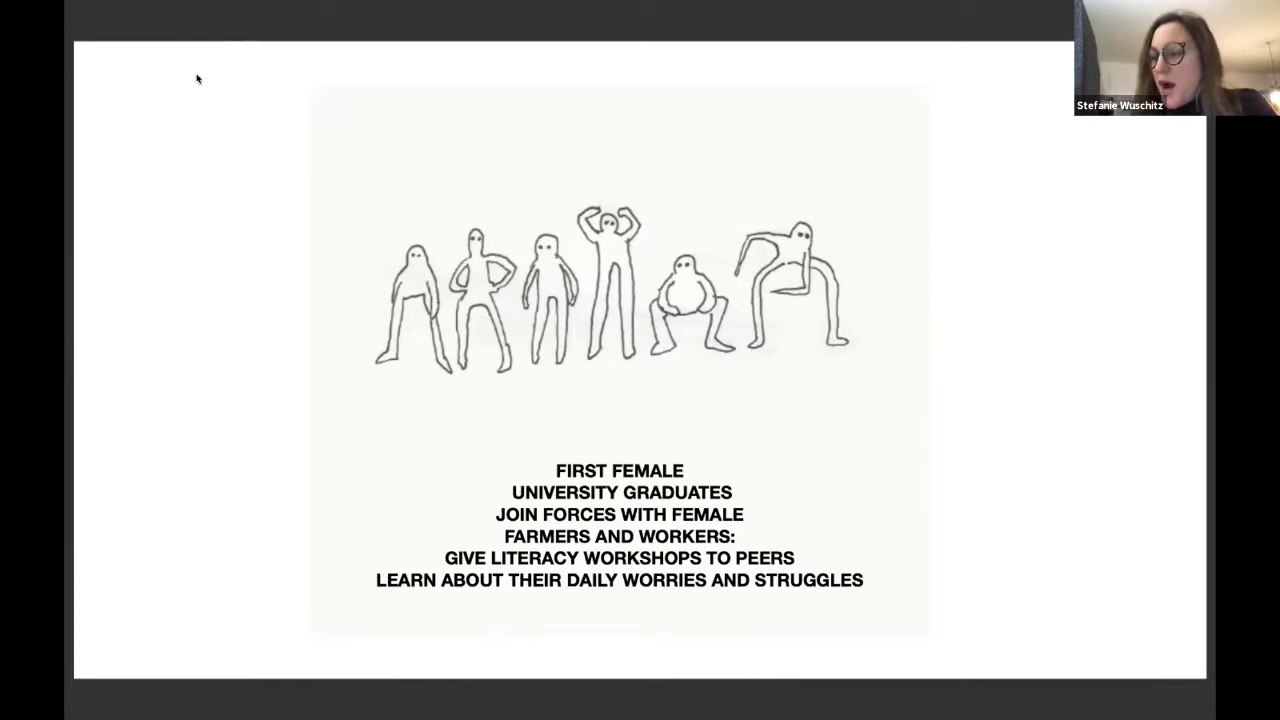 Stefanie Wuschitz
FIRST FEMALE
UNIVERSITY GRADUATES
JOIN FORCES WITH FEMALE
FARMERS AND WORKERS:
GIVE LITERACY WORKSHOPS TO PEERS
LEARN ABOUT THEIR DAILY WORRIES AND STRUGGLES